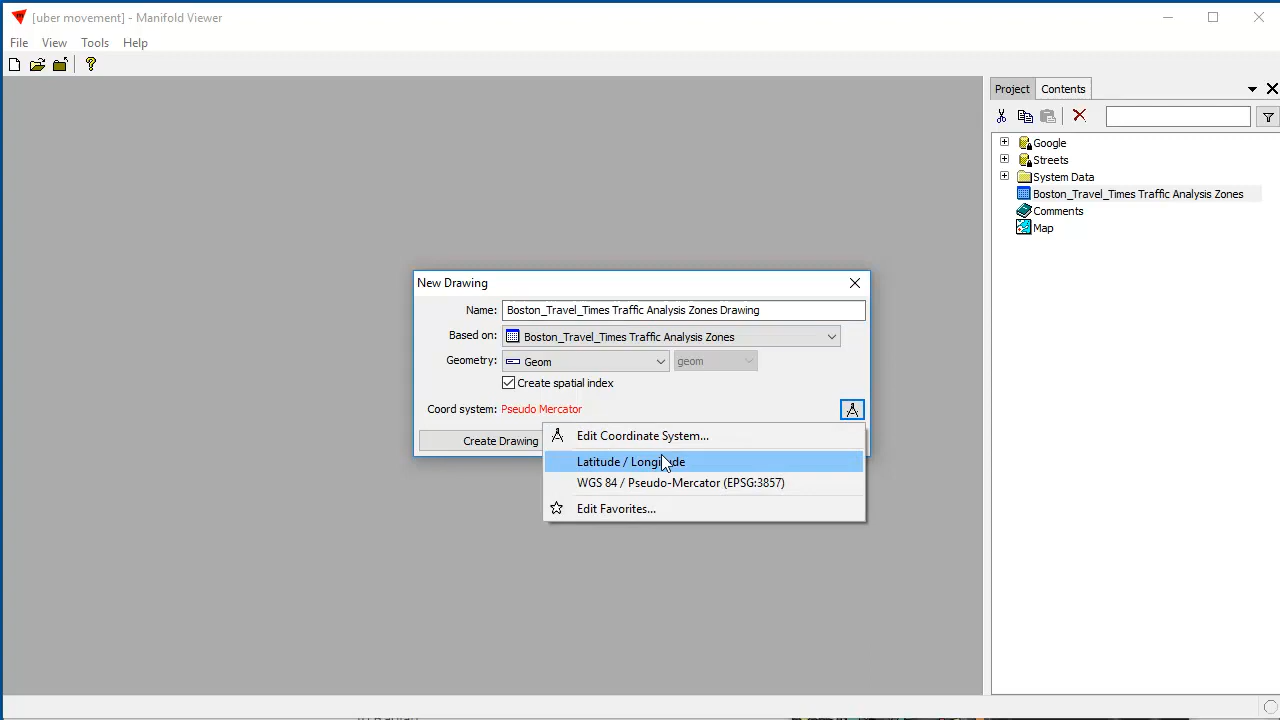 [uber movement] - Manifold Viewer
File View Tools Help
Project Contents
Google
Streets
System Data
Boston_Travel_Times Traffic Analysis Zones
Comments
Map
New Drawing
Name: Boston_Travel_Times Traffic Analysis Zones Drawing
Based on: Boston_Travel_Times Traffic Analysis Zones
Geometry: Geom geom
Create spatial index
Coord system: Pseudo Mercator
Create Drawing
Edit Coordinate System...
Latitude / Longitude
WGS 84 / Pseudo-Mercator (EPSG:3857)
Edit Favorites...